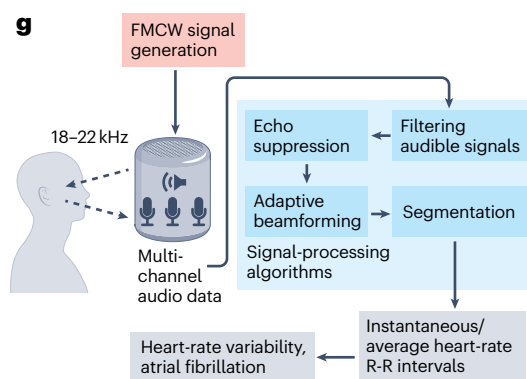 g
FMCW signal
generation
18–22 kHz
Multi-
channel
audio data
Echo
suppression
Filtering
audible signals
Adaptive
beamforming
Segmentation
Signal-processing
algorithms
Instantaneous/
average heart-rate
R-R intervals
Heart-rate variability,
atrial fibrillation